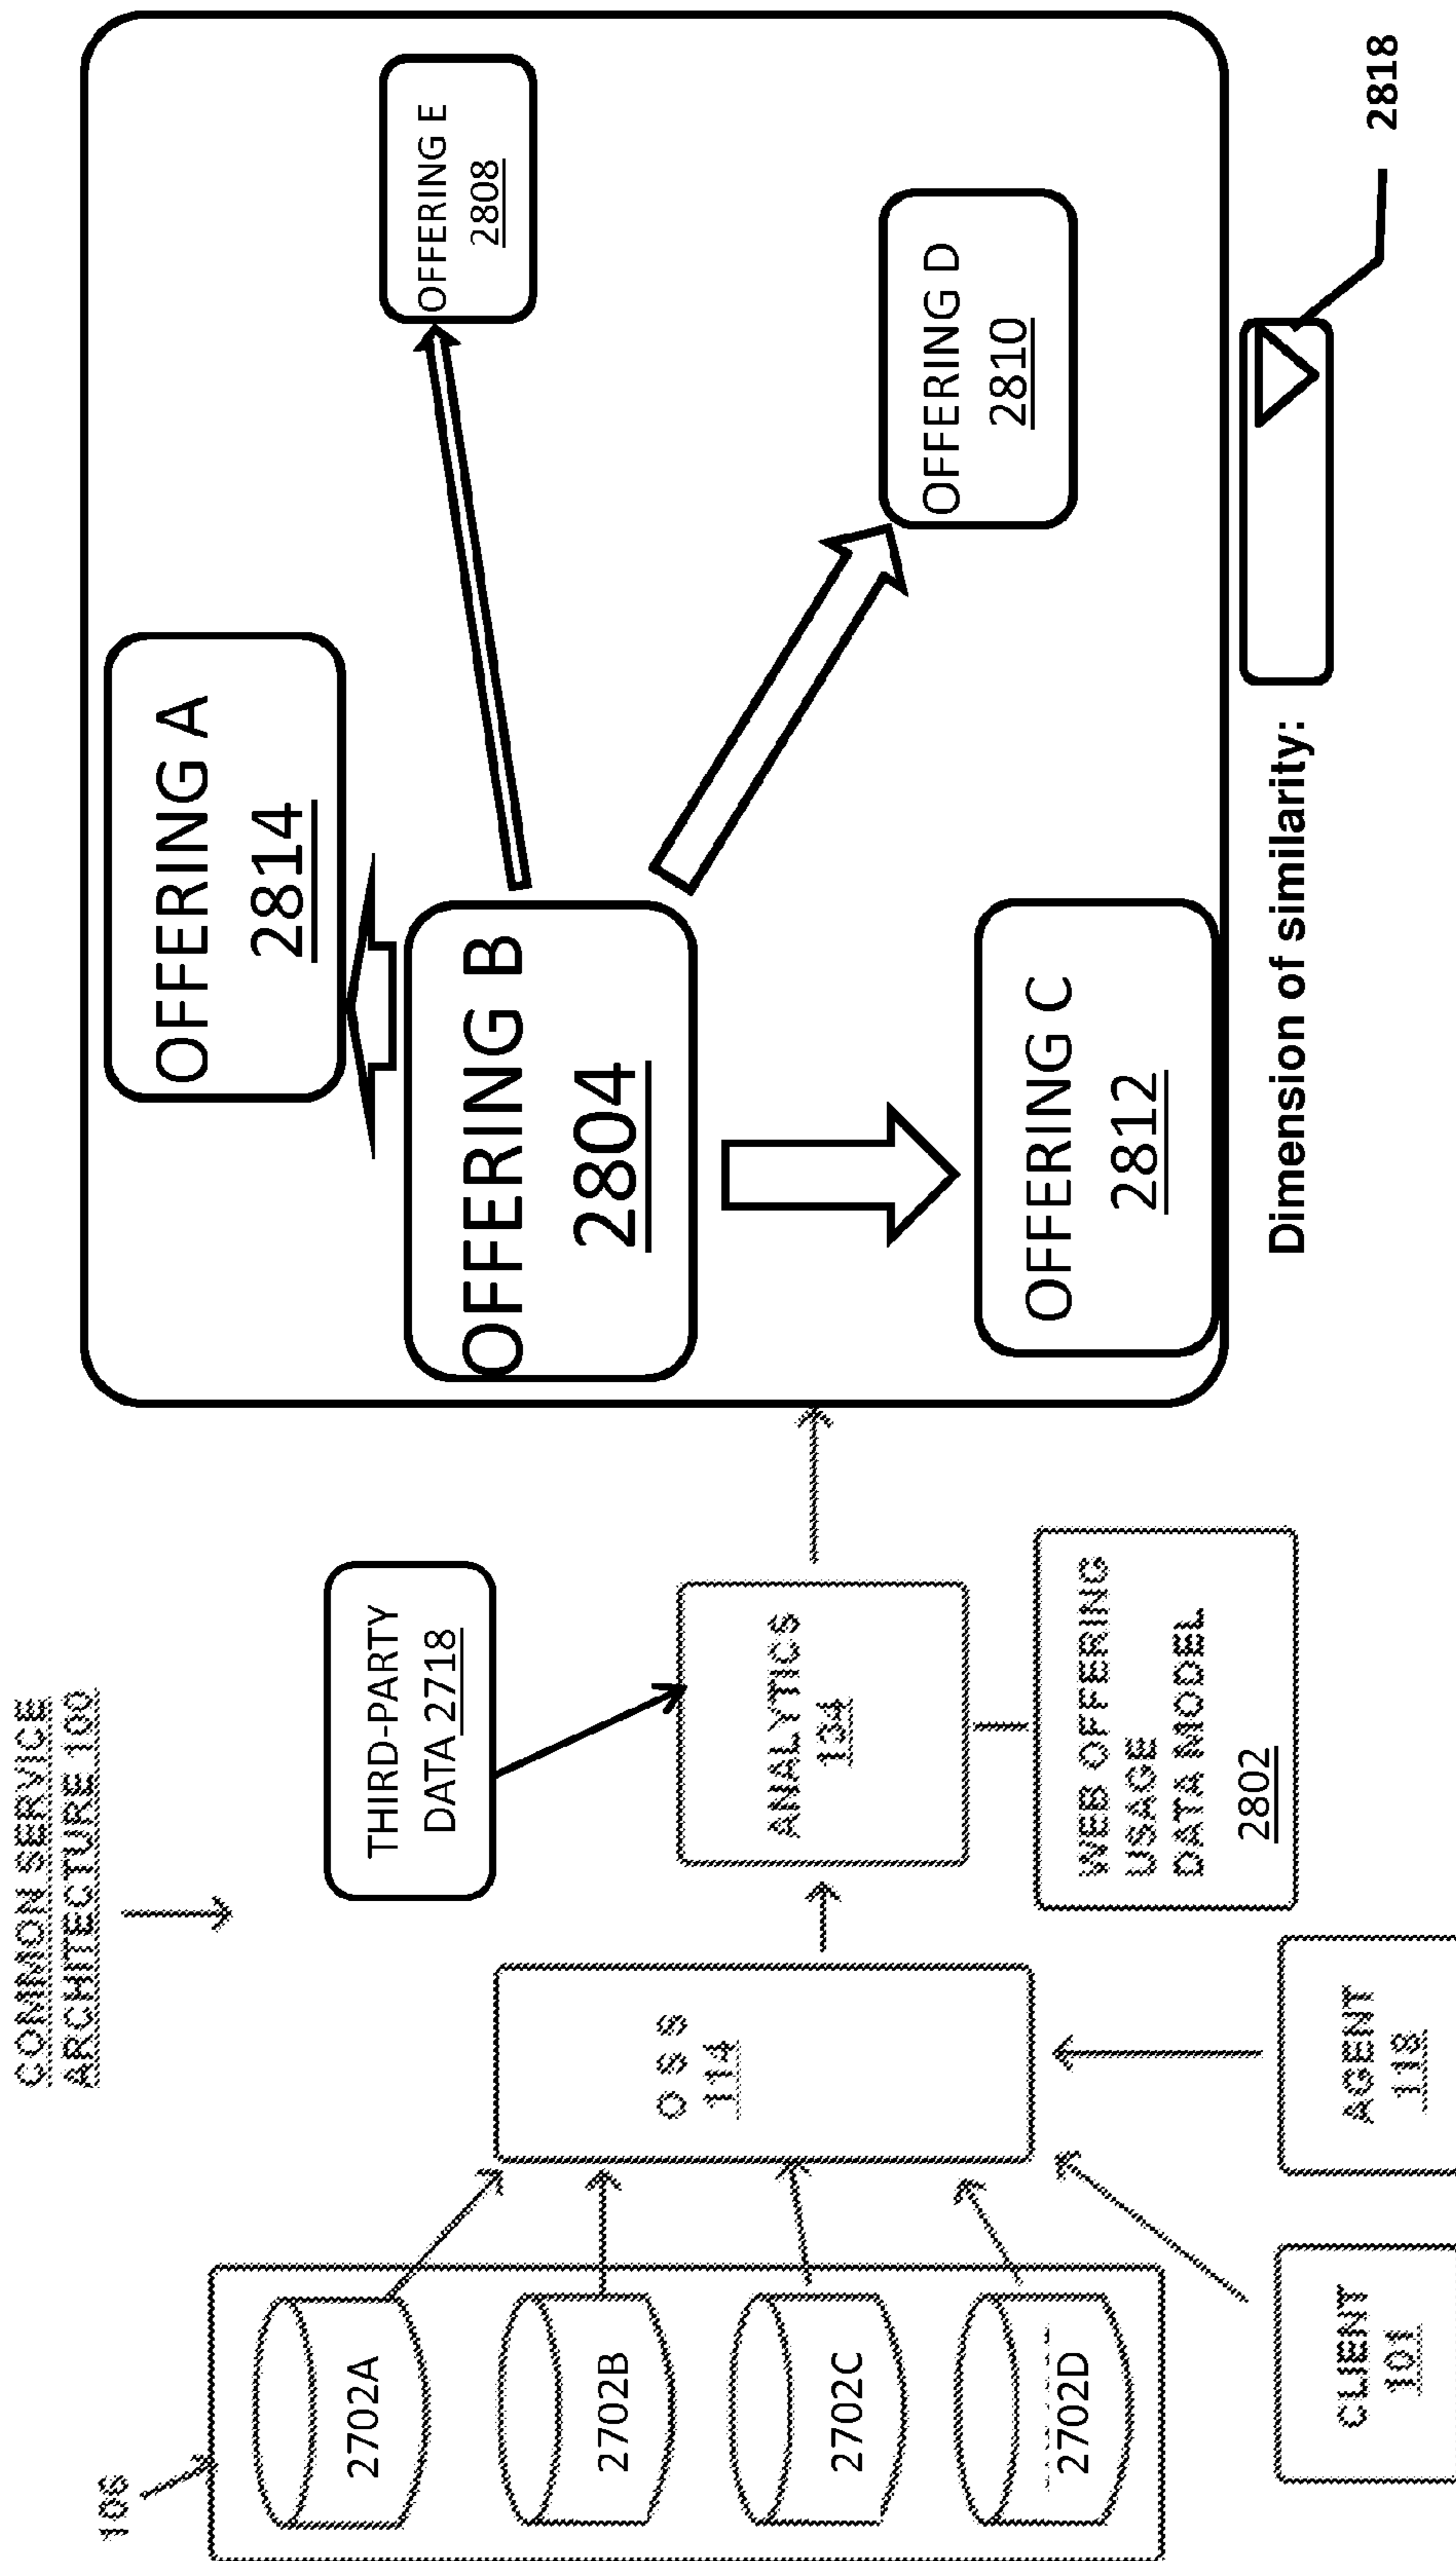 COMMON SERVICE
ARCHITECTURE 100
106
2702A
2702B
2702C
2702D
CLIENT
101
AGENT
118
O S S
114
THIRD-PARTY
DATA 2718
ANALYTICS
134
WEB OFFERING
USAGE
DATA MODEL
2802
OFFERING A
2814
OFFERING B
2804
OFFERING C
2812
OFFERING D
2810
OFFERING E
2808
Dimension of similarity:
2818